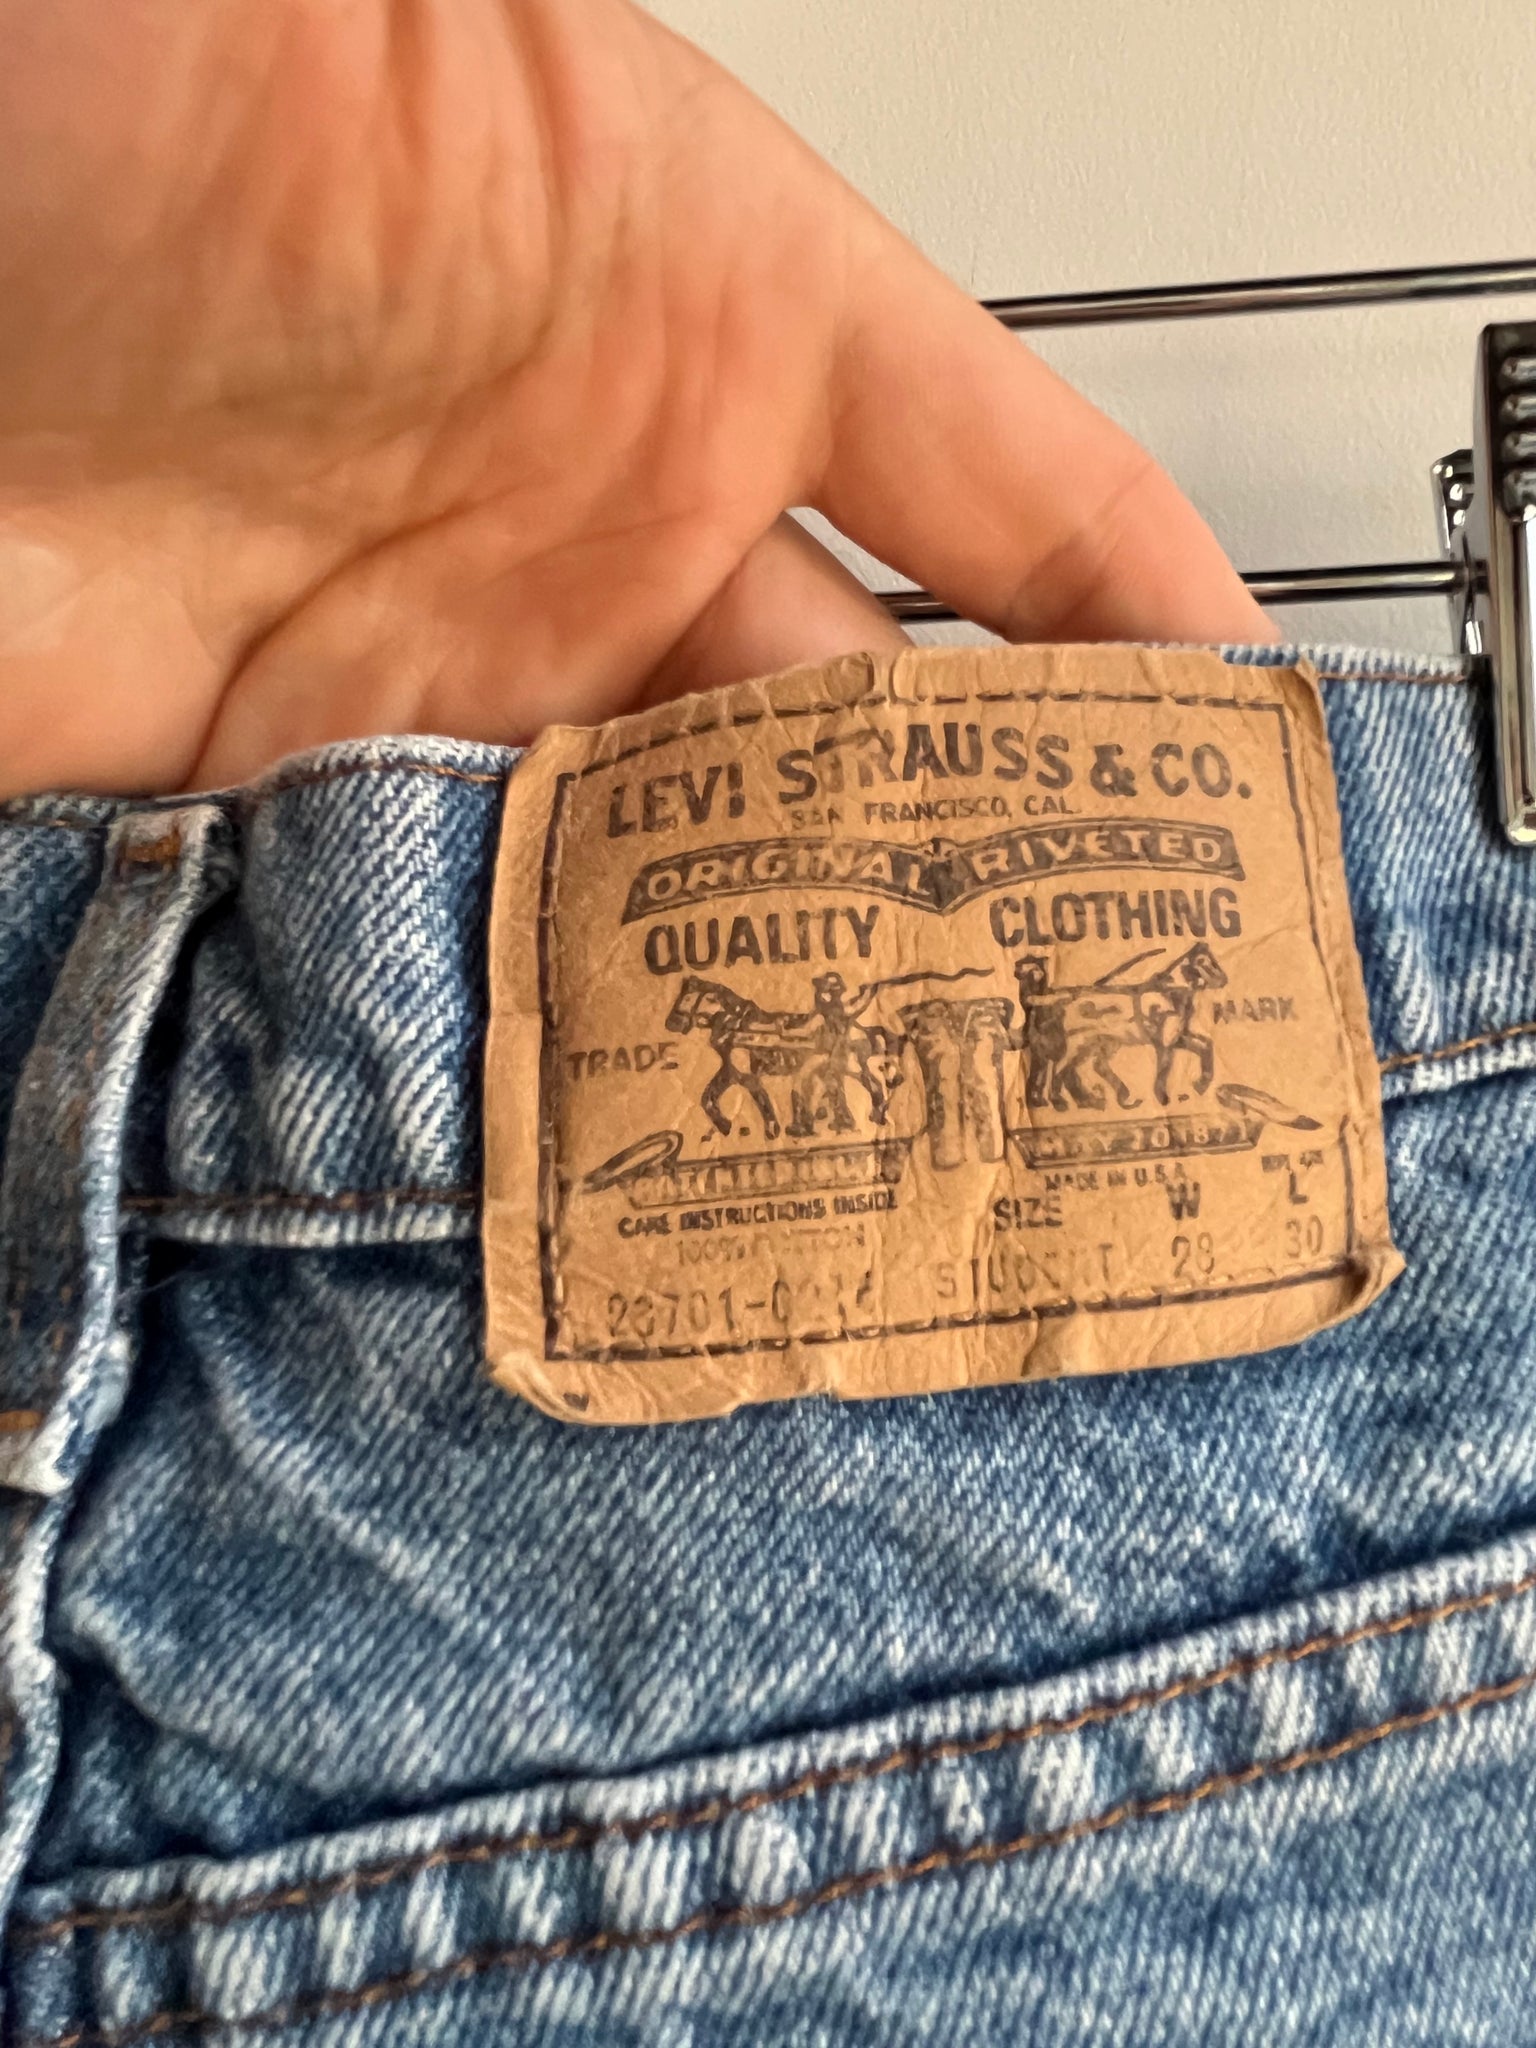 LEVI STRAUSS & CO.
SAN FRANCISCO, CAL.
ORIGINAL RIVETED
QUALITY CLOTHING
TRADE MARK
MADE IN U.S.A.
CARE INSTRUCTIONS INSIDE
SIZE W L
100% COTTON
STUDENT 28 30